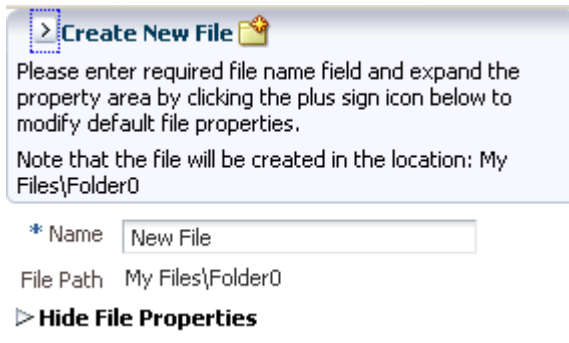 Create New File
Please enter required file name field and expand the
property area by clicking the plus sign icon below to
modify default file properties.
Note that the file will be created in the location: My
Files\Folder0
* Name New File
File Path My Files\Folder0
Hide File Properties